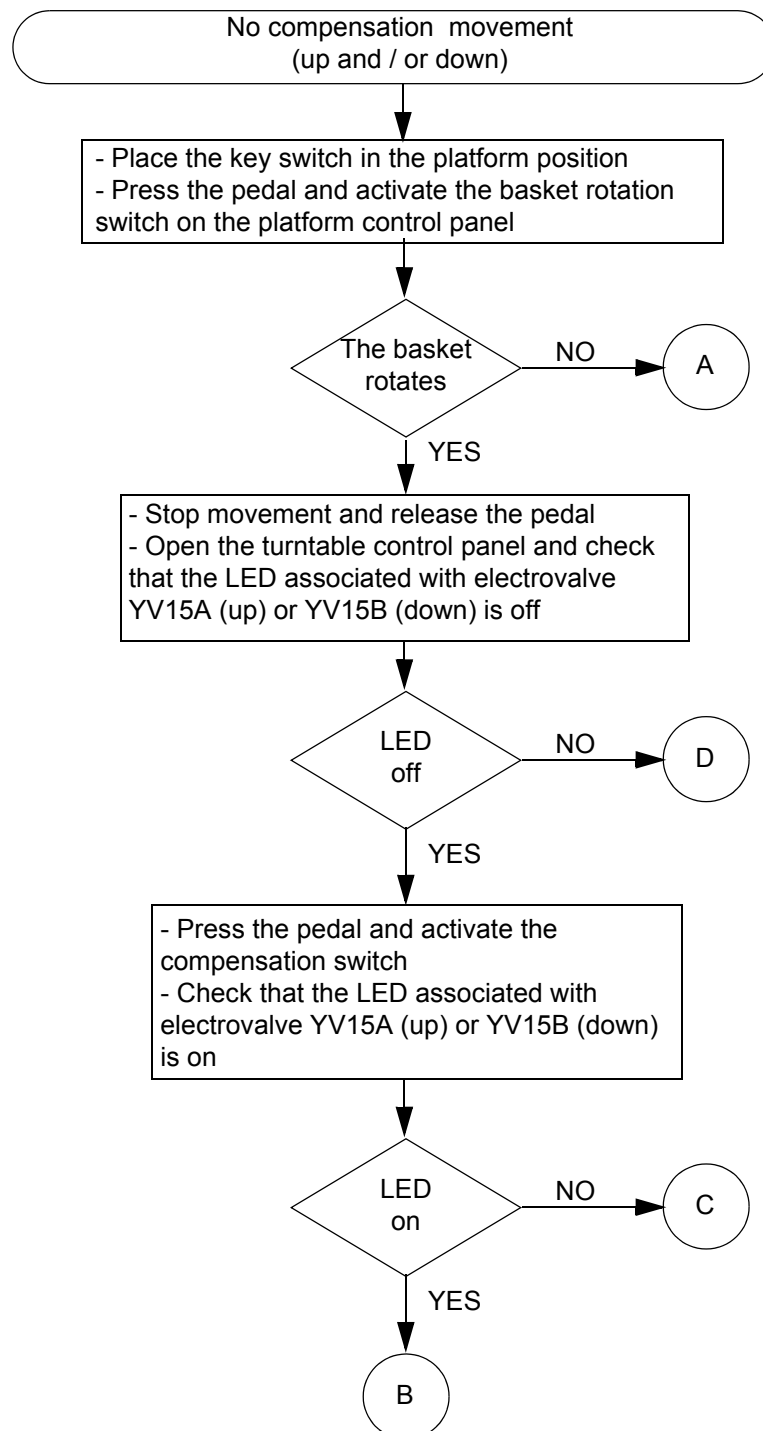 No compensation movement
(up and / or down)
- Place the key switch in the platform position
- Press the pedal and activate the basket rotation
switch on the platform control panel
The basket
rotates
NO
A
YES
- Stop movement and release the pedal
- Open the turntable control panel and check
that the LED associated with electrovalve
YV15A (up) or YV15B (down) is off
LED
off
NO
D
YES
- Press the pedal and activate the
compensation switch
- Check that the LED associated with
electrovalve YV15A (up) or YV15B (down)
is on
LED
on
NO
C
YES
B